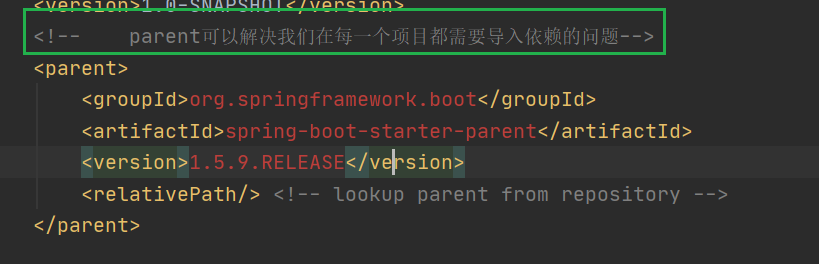 <version>1.0-SNAPSHOT</version>
<!--    parent可以解决我们在每一个项目都需要导入依赖的问题-->
<parent>
    <groupId>org.springframework.boot</groupId>
    <artifactId>spring-boot-starter-parent</artifactId>
    <version>1.5.9.RELEASE</version>
    <relativePath/> <!-- lookup parent from repository -->
</parent>